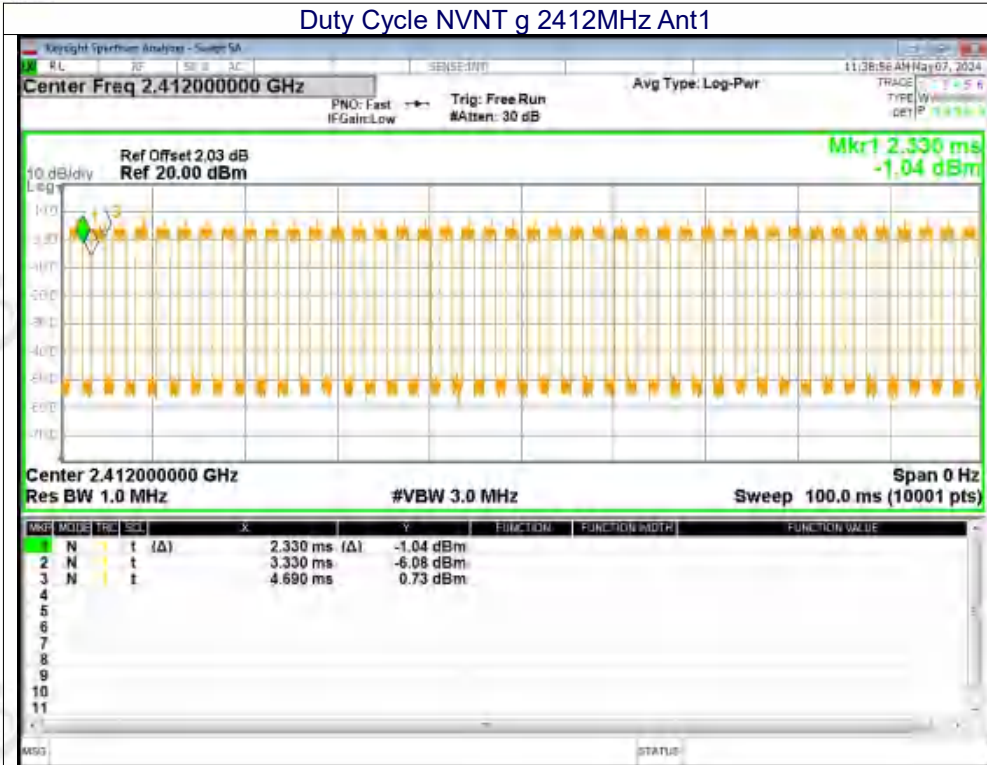 Duty Cycle NVNT g 2412MHz Ant1
Keysight Spectrum Analyzer - Swept SA
RL RF 50 Ω AC SENSE:INT 11:38:56 AM May 07, 2024
Center Freq 2.412000000 GHz
PNO: Fast
IFGain:Low
Trig: Free Run
#Atten: 30 dB
Avg Type: Log-Pwr
TRACE
TYPE
DET
Mkr1 2.330 ms
-1.04 dBm
Ref Offset 2.03 dB
10 dB/div Ref 20.00 dBm
Log
Center 2.412000000 GHz
Span 0 Hz
Res BW 1.0 MHz
#VBW 3.0 MHz
Sweep 100.0 ms (10001 pts)
MKR MODE TRC SCL X Y FUNCTION FUNCTION WIDTH FUNCTION VALUE
1 N 1 t (Δ) 2.330 ms (Δ) -1.04 dBm
2 N 1 t 3.330 ms -6.08 dBm
3 N 1 t 4.690 ms 0.73 dBm
4
5
6
7
8
9
10
11
MSG
STATUS